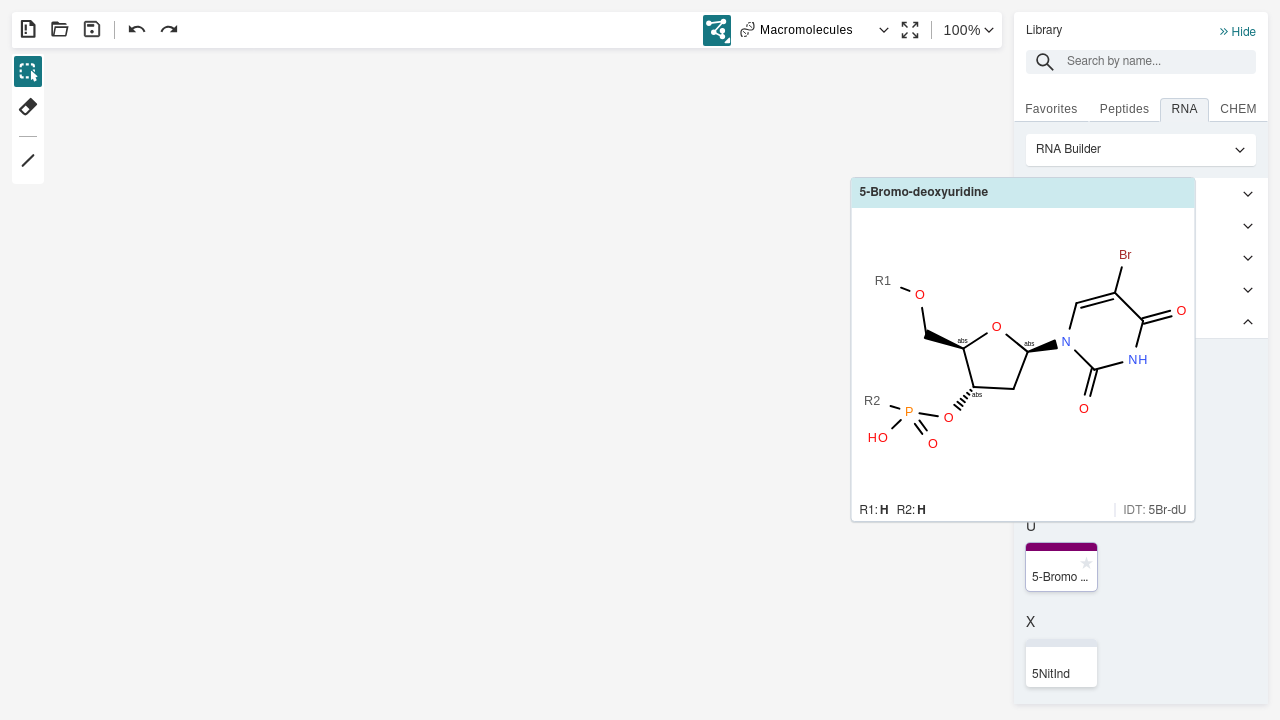 Macromolecules
100%
Library
Hide
Search by name...
Favorites
Peptides
RNA
CHEM
RNA Builder
5-Bromo-deoxyuridine
Br
R1
O
O
O
abs
abs
N
NH
abs
R2
P
O
O
HO
O
R1: H R2: H
IDT: 5Br-dU
U
5-Bromo ...
X
5NitInd